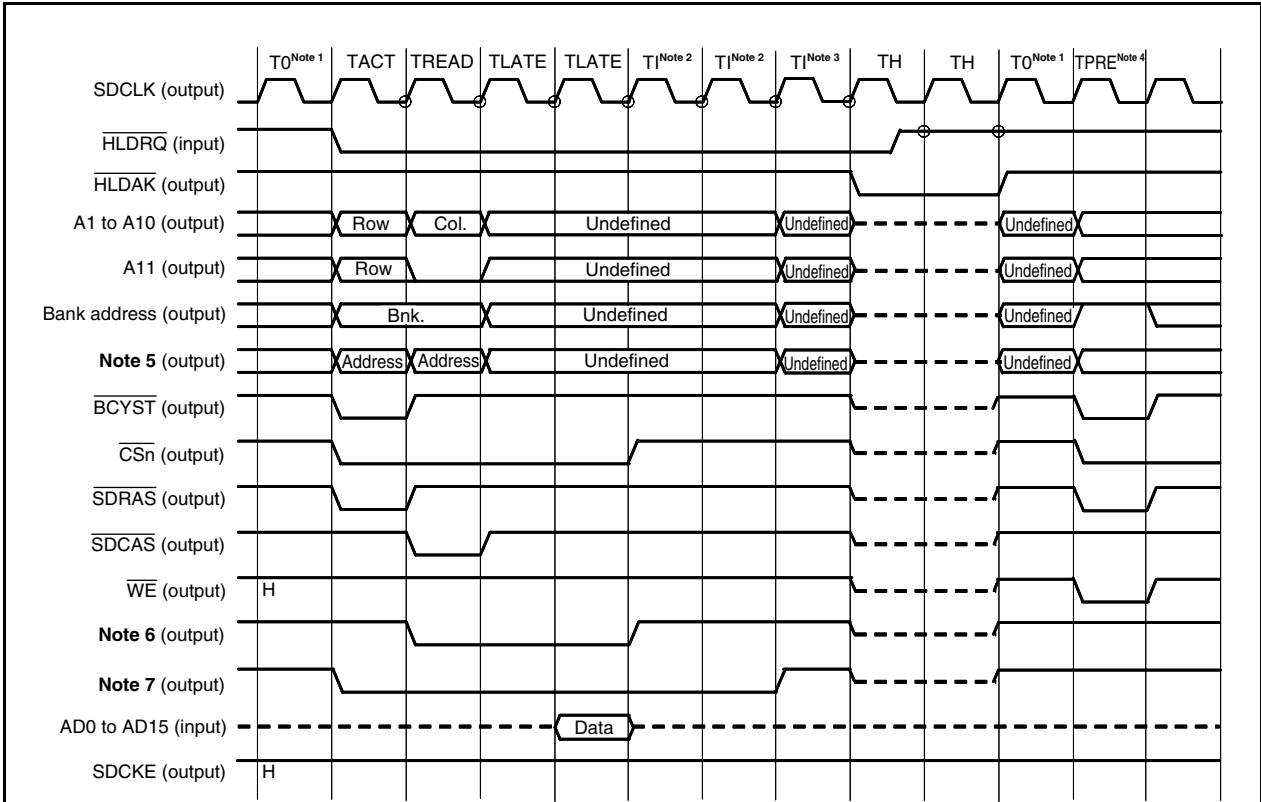 T0Note 1 TACT TREAD TLATE TLATE TINote 2 TINote 2 TINote 3 TH TH T0Note 1 TPRENote 4
SDCLK (output)
HLDRQ (input)
HLDAK (output)
A1 to A10 (output) Row Col. Undefined Undefined Undefined
A11 (output) Row Undefined Undefined Undefined
Bank address (output) Bnk. Undefined Undefined Undefined
Note 5 (output) Address Address Undefined Undefined Undefined
BCYST (output)
CSn (output)
SDRAS (output)
SDCAS (output)
WE (output) H
Note 6 (output)
Note 7 (output)
AD0 to AD15 (input) Data
SDCKE (output) H